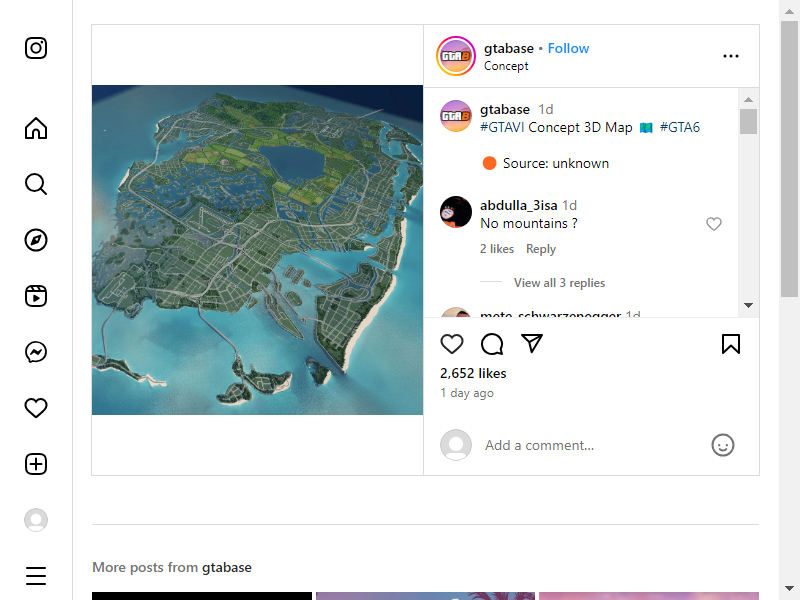 gtabase • Follow
Concept
gtabase 1d
#GTAVI Concept 3D Map #GTA6
Source: unknown
abdulla_3isa 1d
No mountains ?
2 likes Reply
View all 3 replies
mete_schwarzenegger 1d
2,652 likes
1 day ago
Add a comment...
More posts from gtabase